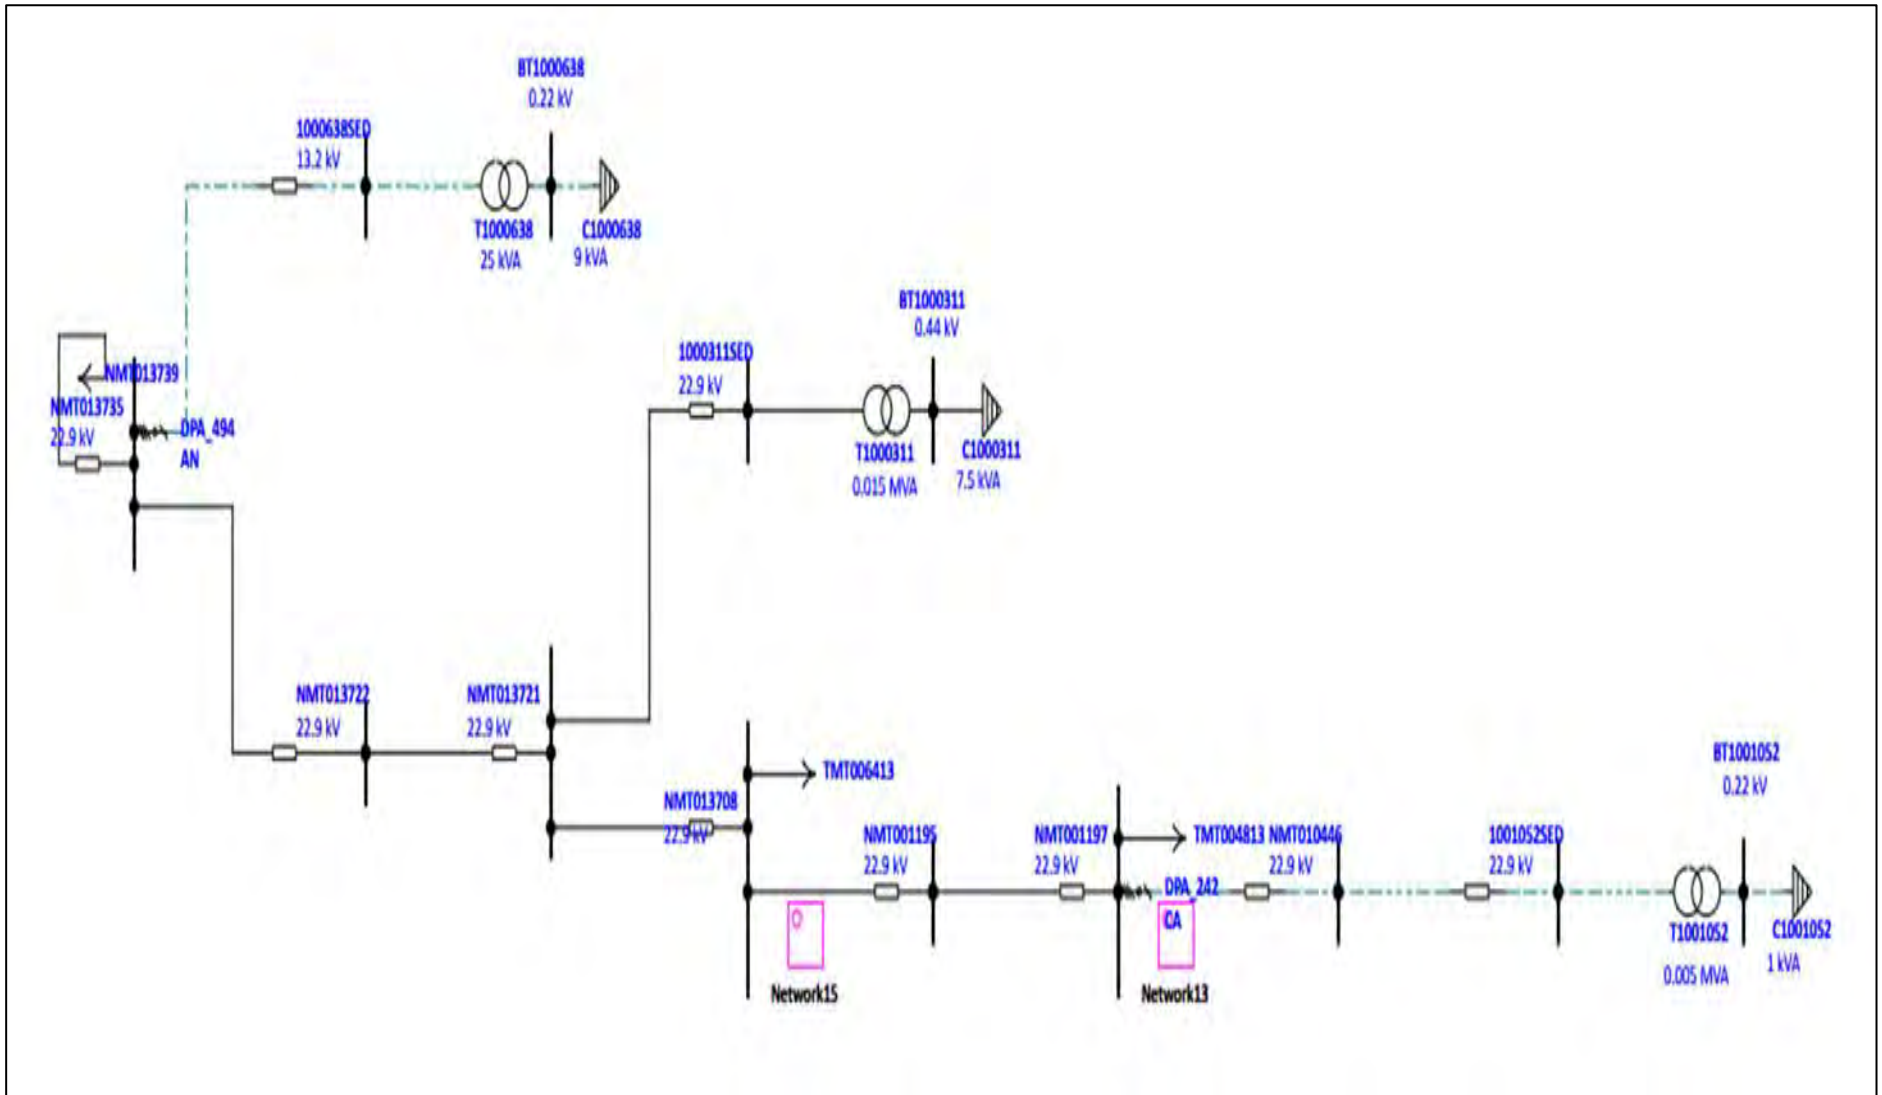 BT1000638
0.22 kV
1000638SED
13.2 kV
T1000638
25 kVA
C1000638
9 kVA
BT1000311
0.44 kV
1000311SED
22.9 kV
T1000311
0.015 MVA
C1000311
7.5 kVA
NMT013739
NMT013735
22.9 kV
DPA_494
AN
NMT013722
22.9 kV
NMT013721
22.9 kV
NMT013708
22.9 kV
TMT006413
NMT001195
22.9 kV
NMT001197
22.9 kV
TMT004813
NMT010446
22.9 kV
DPA_242
CA
1001052SED
22.9 kV
BT1001052
0.22 kV
T1001052
0.005 MVA
C1001052
1 kVA
Network15
Network13